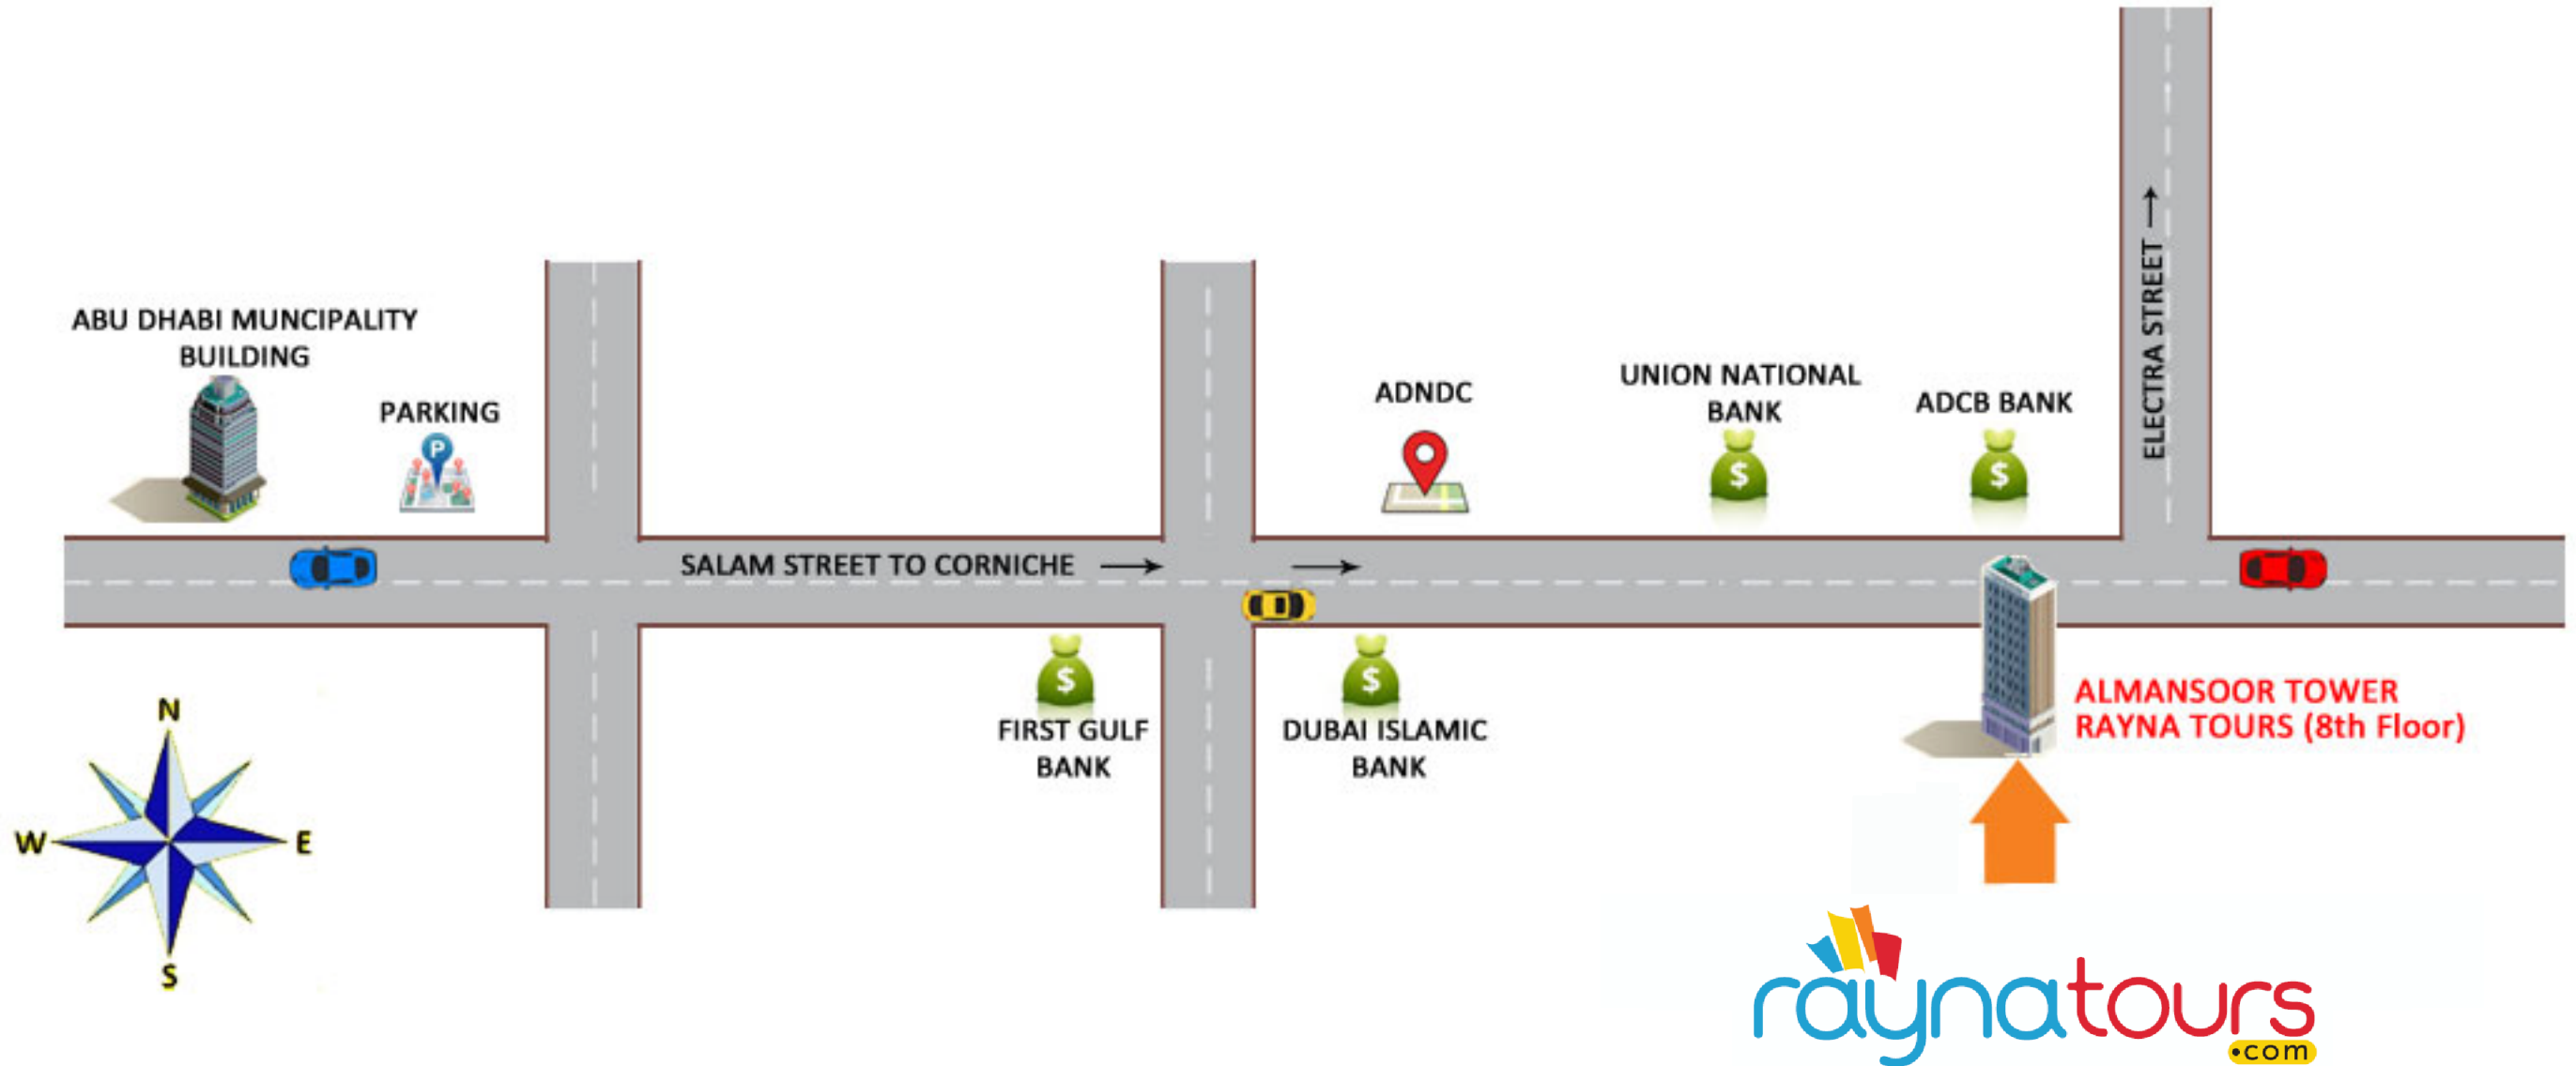 ABU DHABI MUNCIPALITY
BUILDING
PARKING
SALAM STREET TO CORNICHE
ADNDC
UNION NATIONAL
BANK
$
ADCB BANK
$
ELECTRA STREET
P
$
FIRST GULF
BANK
$
DUBAI ISLAMIC
BANK
ALMANSOOR TOWER
RAYNA TOURS (8th Floor)
N
W
E
S
raynatours
.com